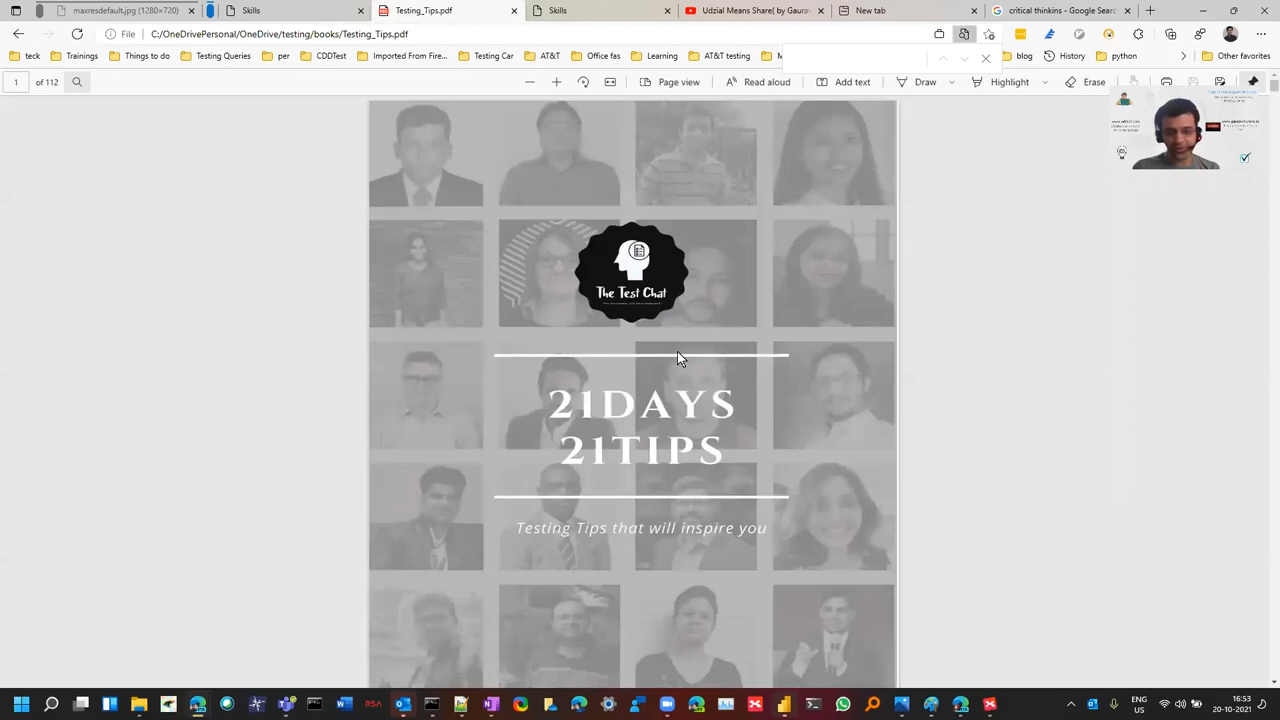 maxresdefault.jpg (1280×720)
Skills
Testing_Tips.pdf
Skills
Udzial Means Share( by Gaurav
New tab
critical thinkins - Google Searc
File
C:/OneDrivePersonal/OneDrive/testing/books/Testing_Tips.pdf
teck
Trainings
Things to do
Testing Queries
per
CDDTest
Imported From Fire...
Testing Car
AT&T
Office fas
Learning
AT&T testing
blog
History
python
Other favorites
1
of 112
Page view
Read aloud
Add text
Draw
Highlight
Erase
The Test Chat
21DAYS
21TIPS
Testing Tips that will inspire you
RSA
ENG
US
16:53
20-10-2021